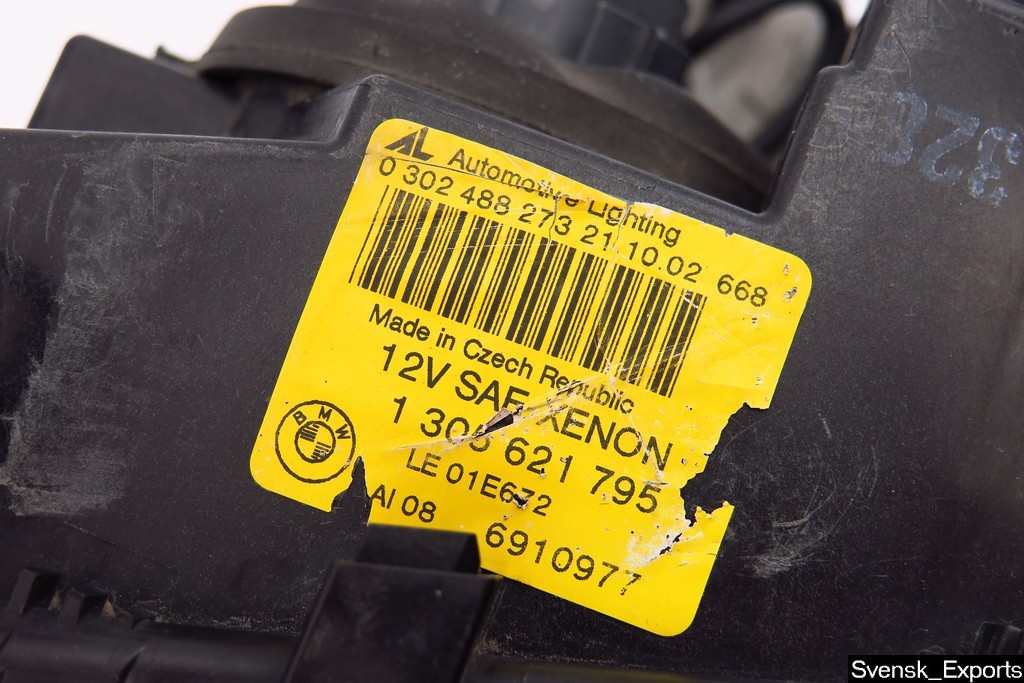 AL Automotive Lighting
0 302 488 273 21.10.02 668
Made in Czech Republic
12V SAE XENON
1 305 621 795
LE 01E672
BMW
AI 08 6910977
Svensk_Exports